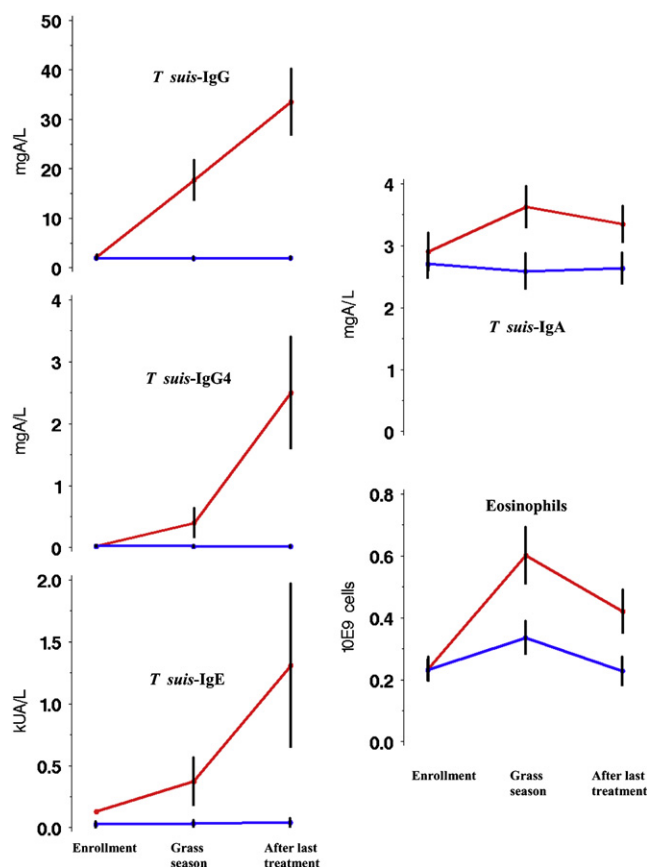 50
40
30
20
10
0
mgA/L
T suis-IgG
4
3
2
1
0
mgA/L
T suis-IgG4
2.0
1.5
1.0
0.5
0.0
kUA/L
T suis-IgE
Enrollment
Grass
season
After last
treatment
4
3
2
1
0
mgA/L
T suis-IgA
0.8
0.6
0.4
0.2
0.0
10E9 cells
Eosinophils
Enrollment
Grass
season
After last
treatment